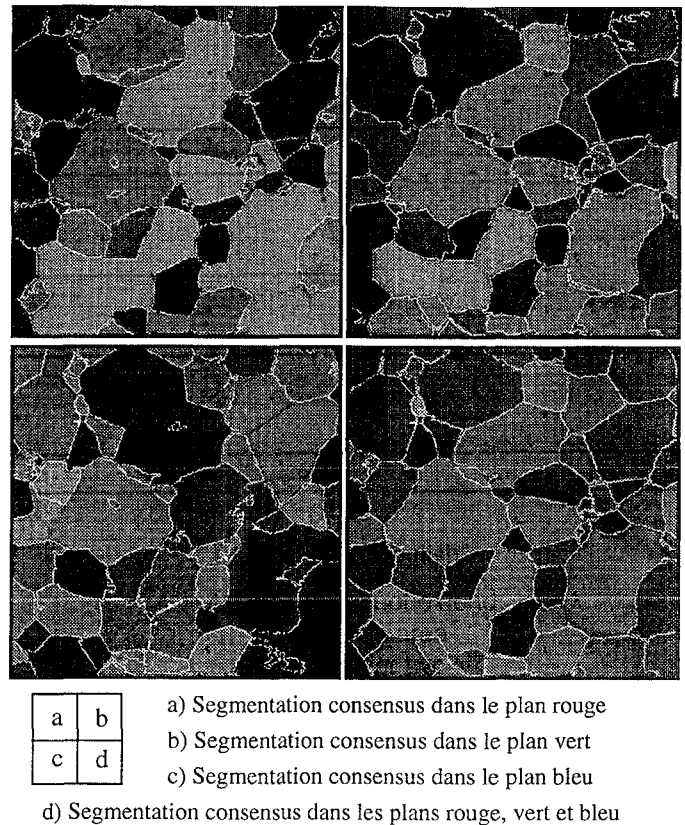 a b
c d
a) Segmentation consensus dans le plan rouge
b) Segmentation consensus dans le plan vert
c) Segmentation consensus dans le plan bleu
d) Segmentation consensus dans les plans rouge, vert et bleu